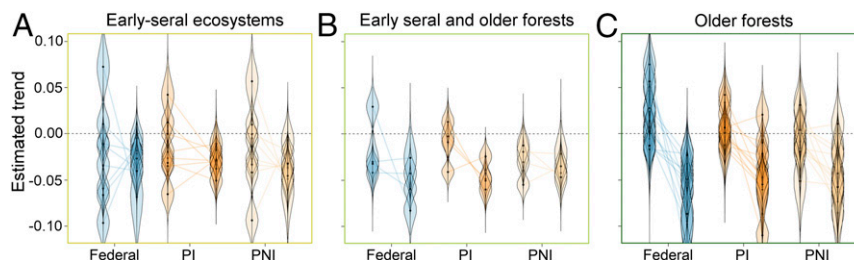 A Early-seral ecosystems B Early seral and older forests C Older forests
Estimated trend
0.10
0.05
0.00
-0.05
-0.10
Federal PI PNI Federal PI PNI Federal PI PNI